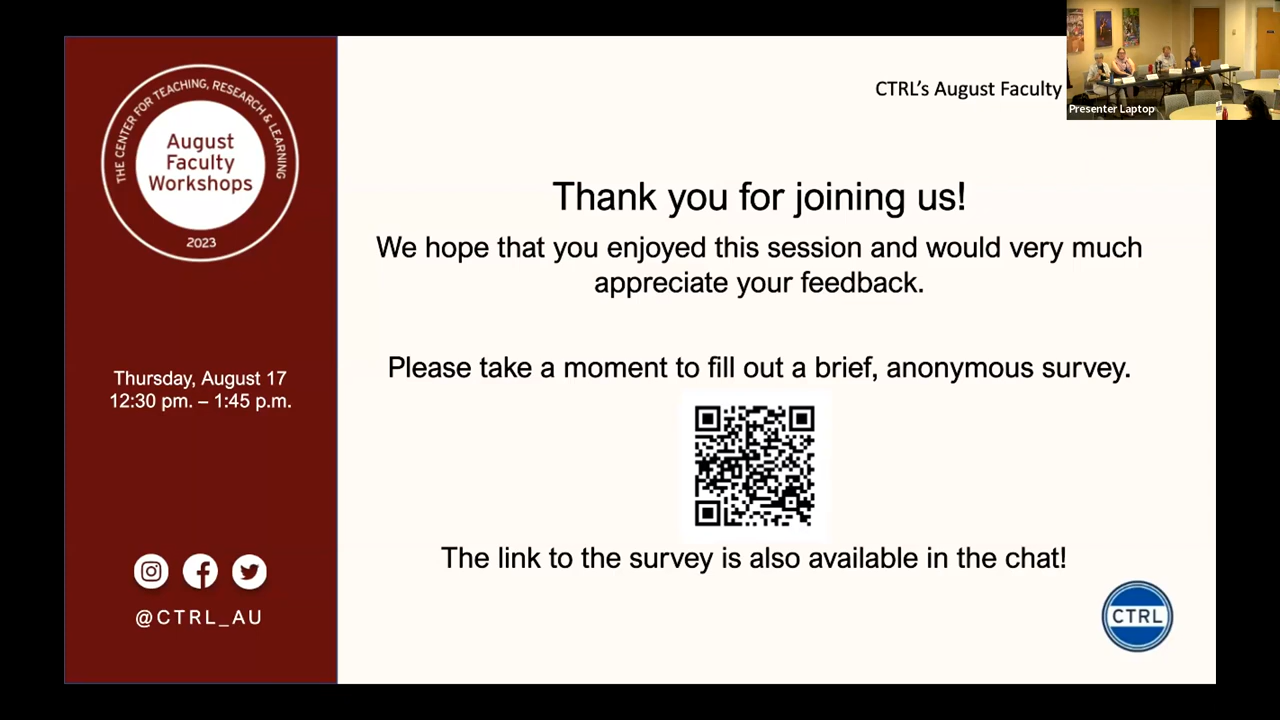 THE CENTER FOR TEACHING, RESEARCH & LEARNING
August
Faculty
Workshops
2023
Thursday, August 17
12:30 pm. – 1:45 p.m.
@CTRL_AU
CTRL’s August Faculty
Presenter Laptop
Thank you for joining us!
We hope that you enjoyed this session and would very much
appreciate your feedback.
Please take a moment to fill out a brief, anonymous survey.
The link to the survey is also available in the chat!
CTRL